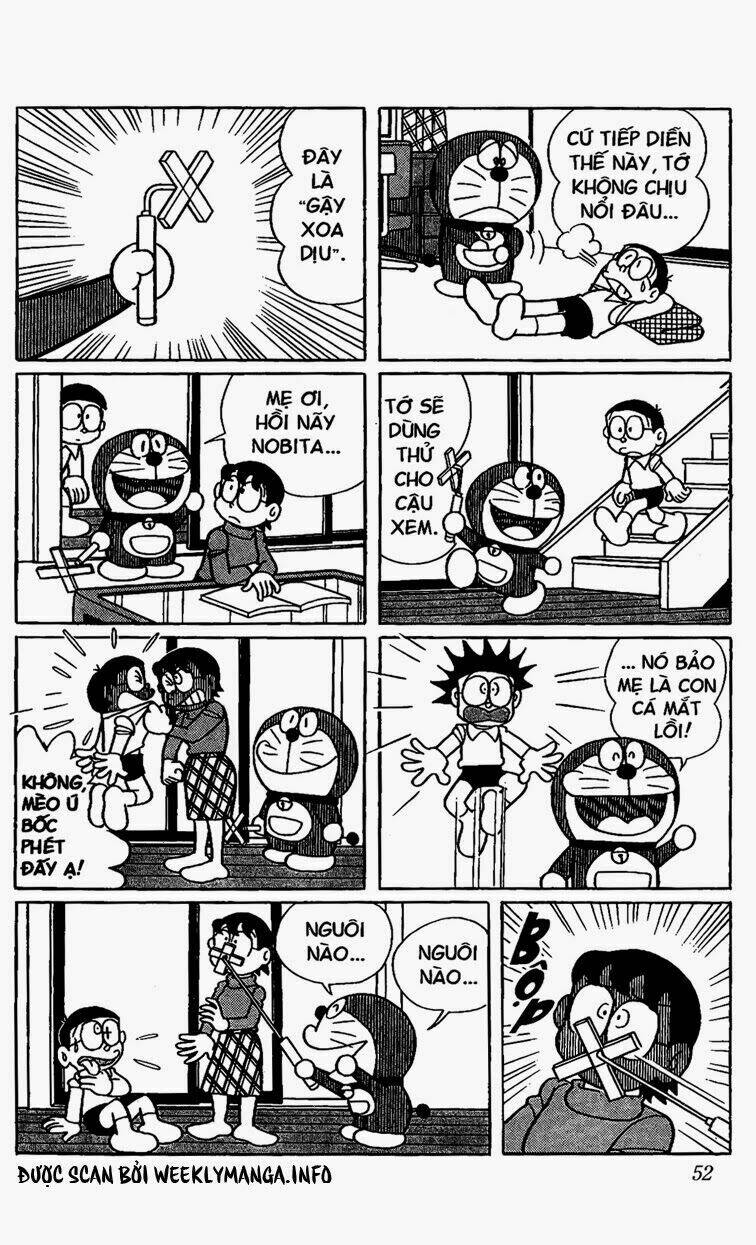 CỨ TIẾP DIỄN
THẾ NÀY, TỚ
KHÔNG CHỊU
NỔI ĐÂU...
ĐÂY
LÀ
"GẬY
XOA
DỊU".
TỚ SẼ
DÙNG
THỬ
CHO
CẬU
XEM.
MẸ ƠI,
HỒI NÃY
NOBITA...
... NÓ BẢO
MẸ LÀ CON
CÁ MẮT
LỒI!
KHÔNG,
MÈO Ú
BỐC
PHÉT
ĐẤY Ạ!
BỘP
NGUÔI
NÀO...
NGUÔI
NÀO...
ĐƯỢC SCAN BỞI WEEKLYMANGA.INFO
52